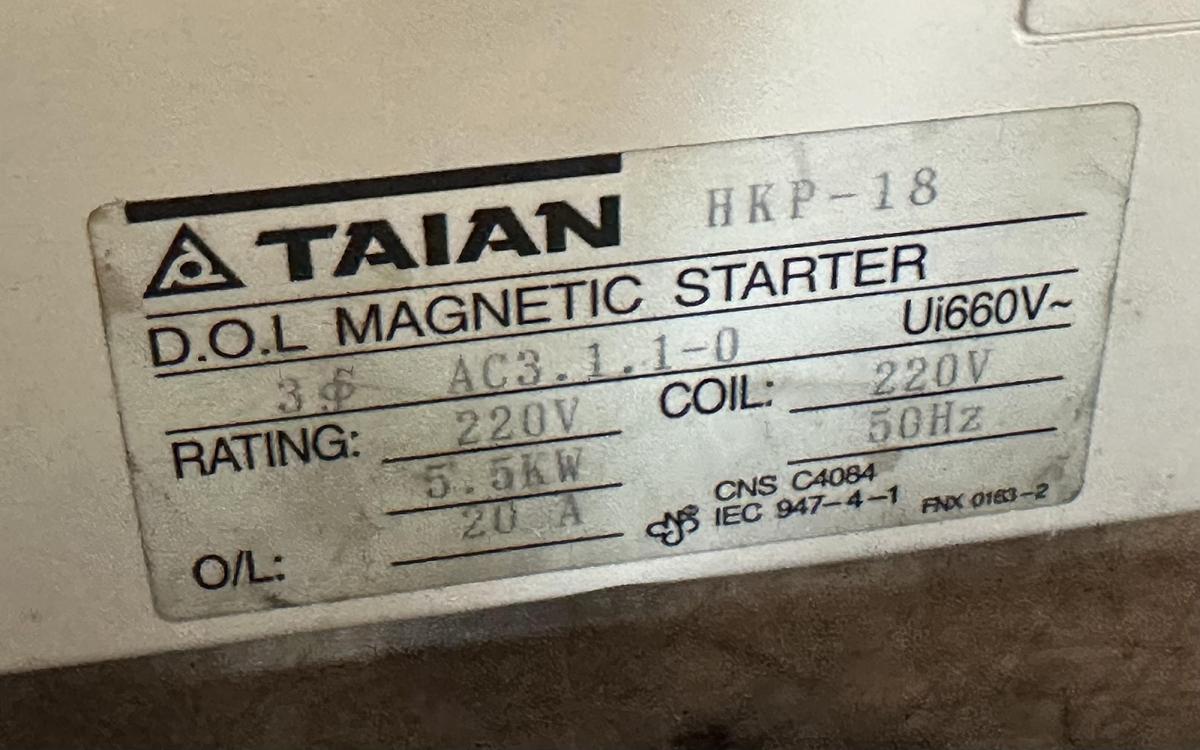 TAIAN HKP-18
D.O.L MAGNETIC STARTER
Ui660V~
3φ AC3.1.1-0
RATING: 220V COIL: 220V
5.5KW 50Hz
O/L: 20 A
CNS CNS C4084
IEC 947-4-1 FNX 0163-2